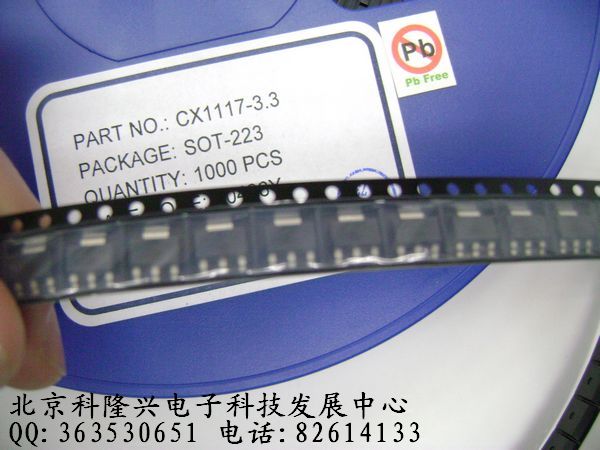 Pb
Pb Free
PART NO.: CX1117-3.3
PACKAGE: SOT-223
QUANTITY: 1000 PCS
北京科隆兴电子科技发展中心
QQ: 363530651 电话: 82614133